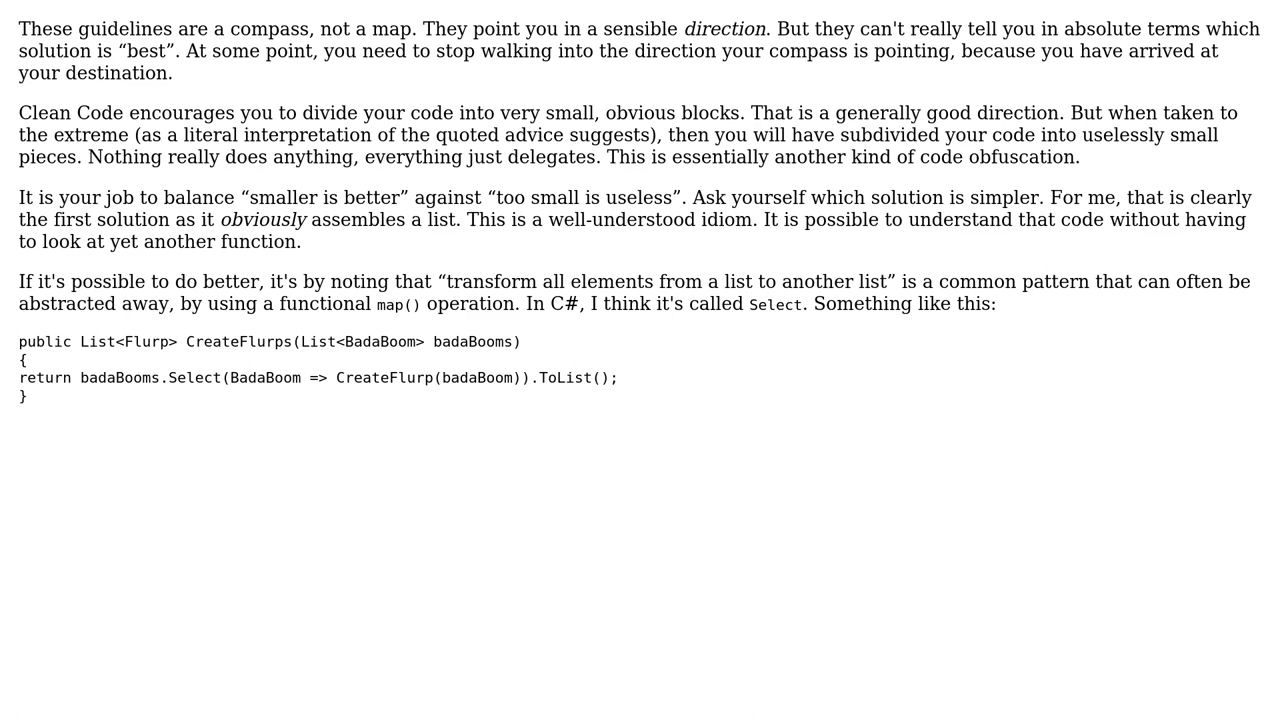 These guidelines are a compass, not a map. They point you in a sensible direction. But they can't really tell you in absolute terms which
solution is “best”. At some point, you need to stop walking into the direction your compass is pointing, because you have arrived at
your destination.
Clean Code encourages you to divide your code into very small, obvious blocks. That is a generally good direction. But when taken to
the extreme (as a literal interpretation of the quoted advice suggests), then you will have subdivided your code into uselessly small
pieces. Nothing really does anything, everything just delegates. This is essentially another kind of code obfuscation.
It is your job to balance “smaller is better” against “too small is useless”. Ask yourself which solution is simpler. For me, that is clearly
the first solution as it obviously assembles a list. This is a well-understood idiom. It is possible to understand that code without having
to look at yet another function.
If it's possible to do better, it's by noting that “transform all elements from a list to another list” is a common pattern that can often be
abstracted away, by using a functional map() operation. In C#, I think it's called Select. Something like this:
public List<Flurp> CreateFlurps(List<BadaBoom> badaBooms)
{
return badaBooms.Select(BadaBoom => CreateFlurp(badaBoom)).ToList();
}